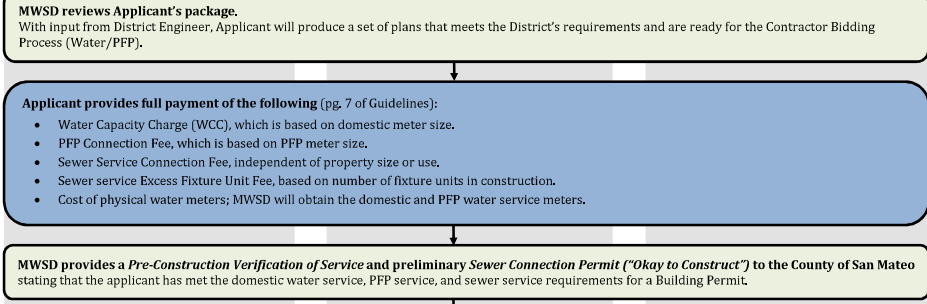 MWSD reviews Applicant's package.
With input from District Engineer, Applicant will produce a set of plans that meets the District's requirements and are ready for the Contractor Bidding
Process (Water/PFP).
Applicant provides full payment of the following (pg. 7 of Guidelines):
• Water Capacity Charge (WCC), which is based on domestic meter size.
• PFP Connection Fee, which is based on PFP meter size.
• Sewer Service Connection Fee, independent of property size or use.
• Sewer service Excess Fixture Unit Fee, based on number of fixture units in construction.
• Cost of physical water meters; MWSD will obtain the domestic and PFP water service meters.
MWSD provides a Pre-Construction Verification of Service and preliminary Sewer Connection Permit ("Okay to Construct") to the County of San Mateo
stating that the applicant has met the domestic water service, PFP service, and sewer service requirements for a Building Permit.